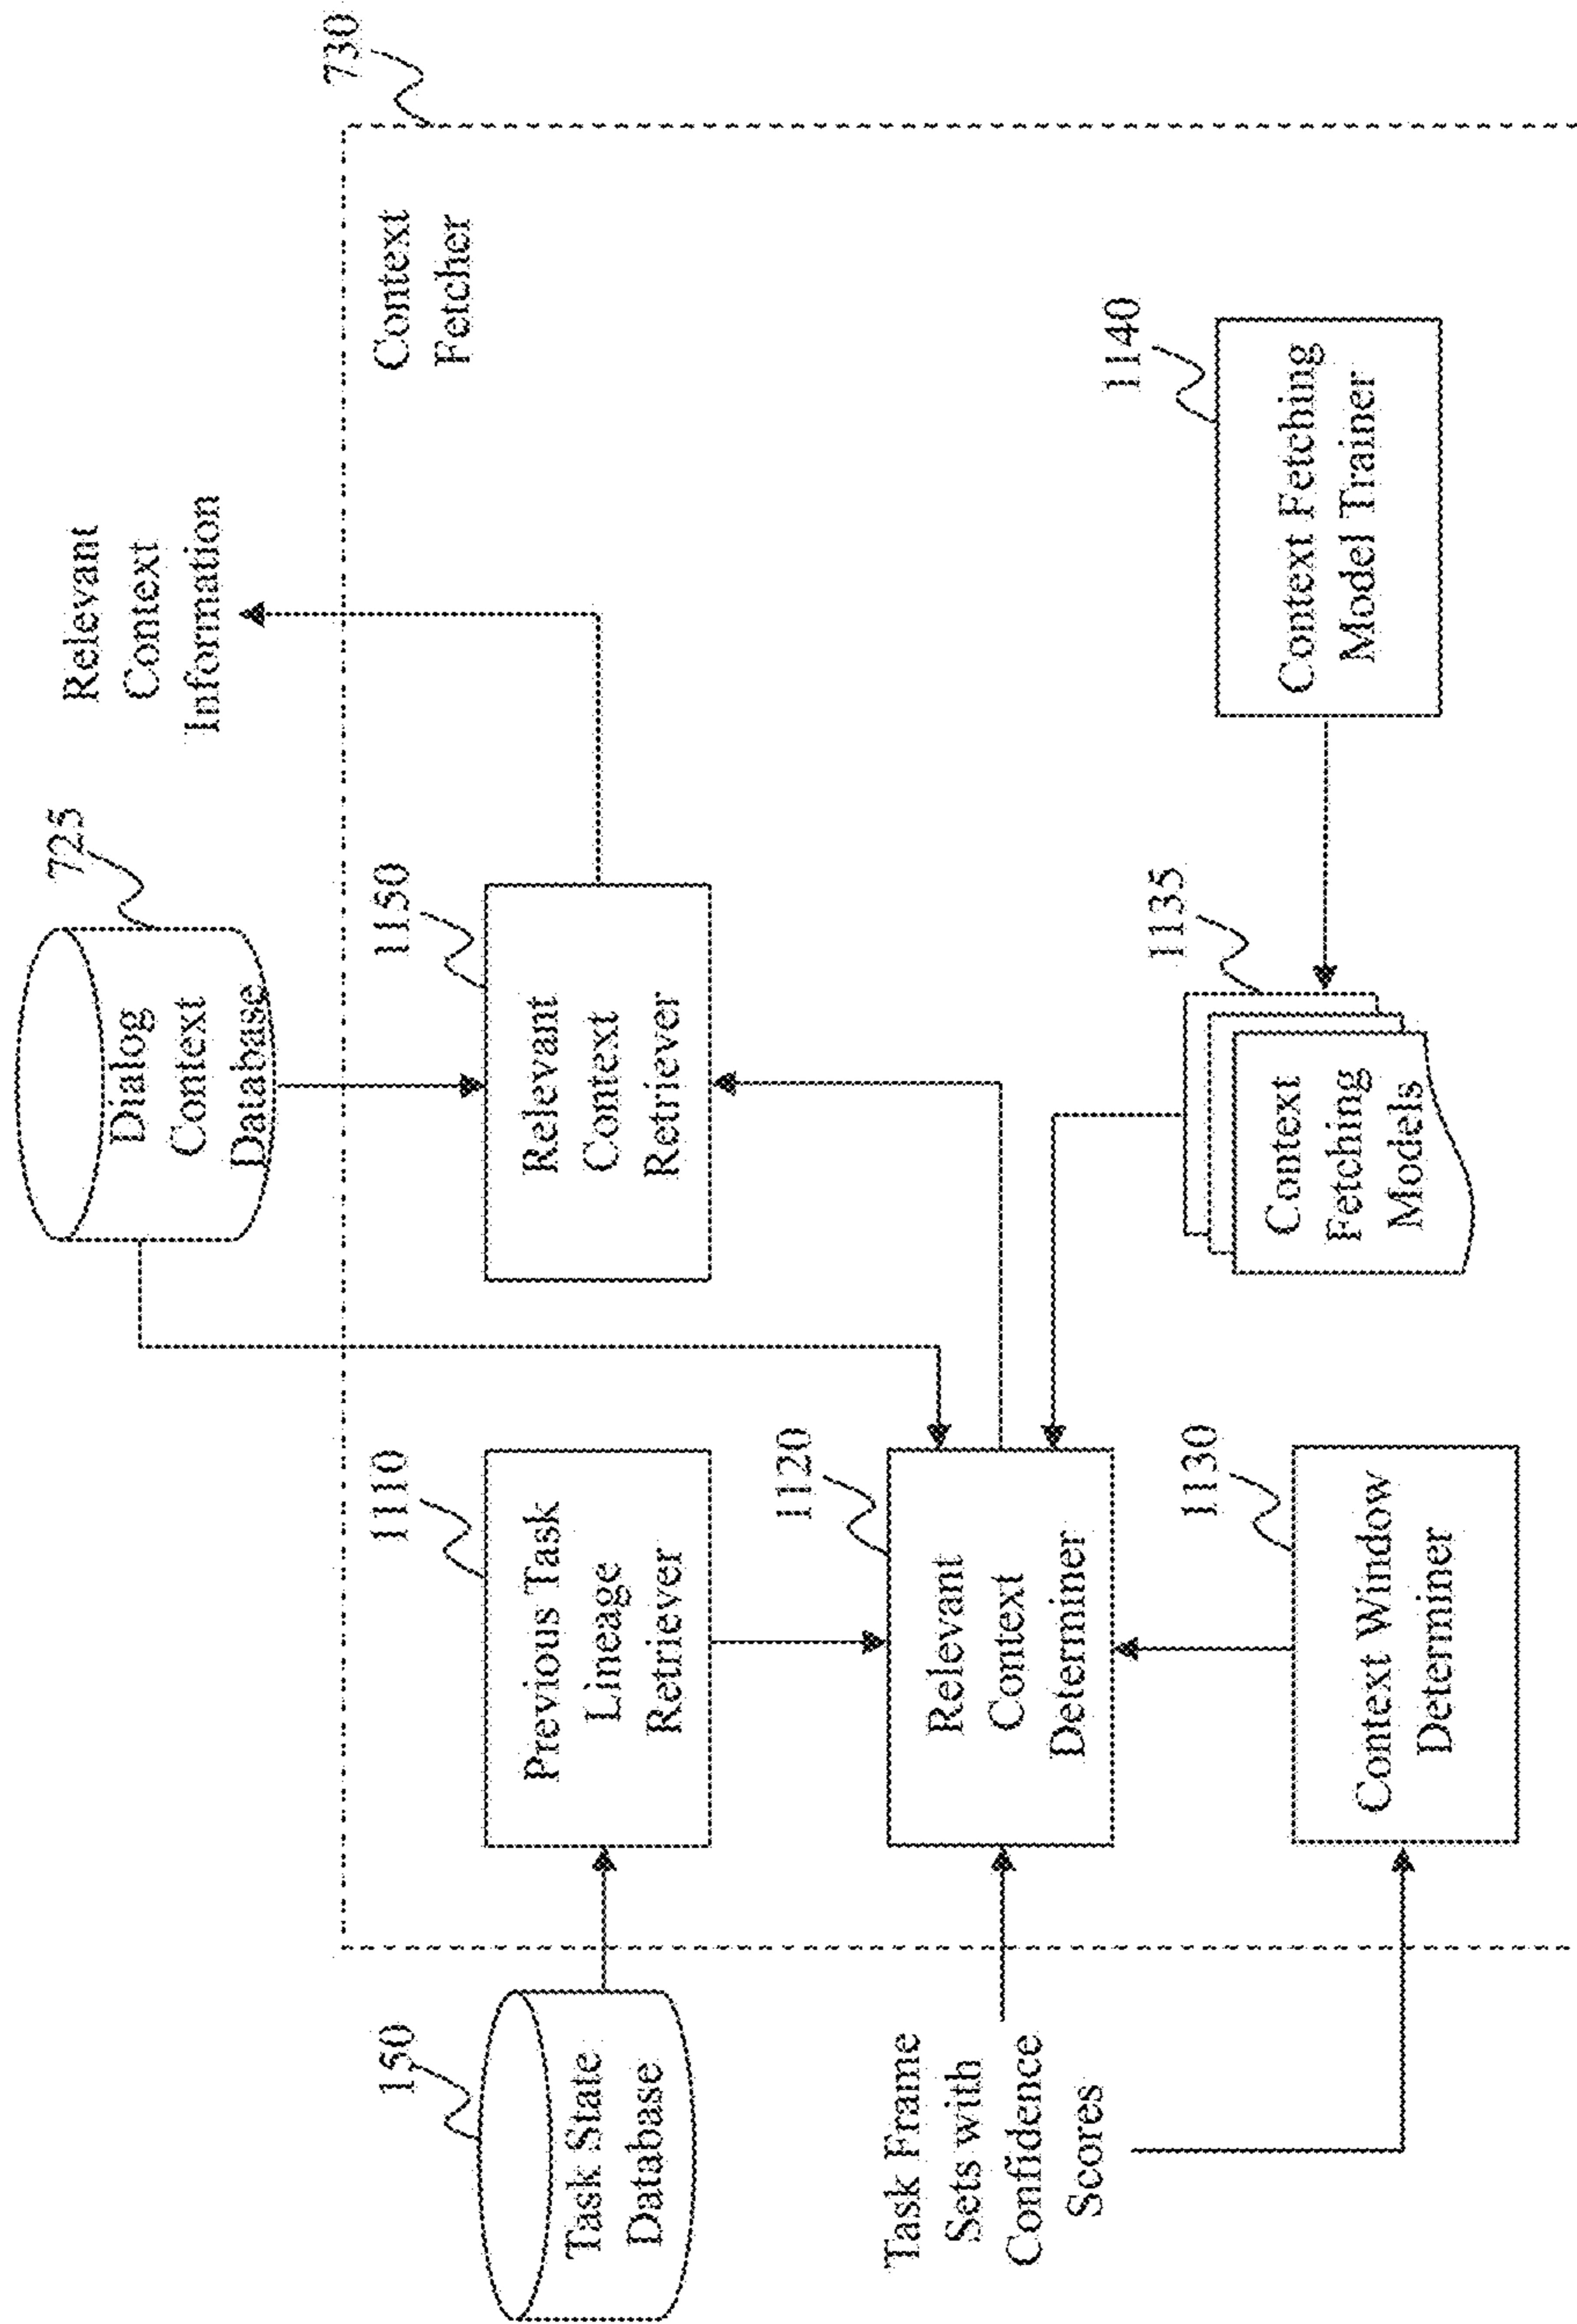 725
Dialog
Context
Database
Relevant
Context
Information
730
Context
Fetcher
150
Task State
Database
1110
Previous Task
Lineage
Retriever
1150
Relevant
Context
Retriever
Task Frame
Sets with
Confidence
Scores
1120
Relevant
Context
Determiner
1130
Context Window
Determiner
1135
Context
Fetching
Models
1140
Context Fetching
Model Trainer